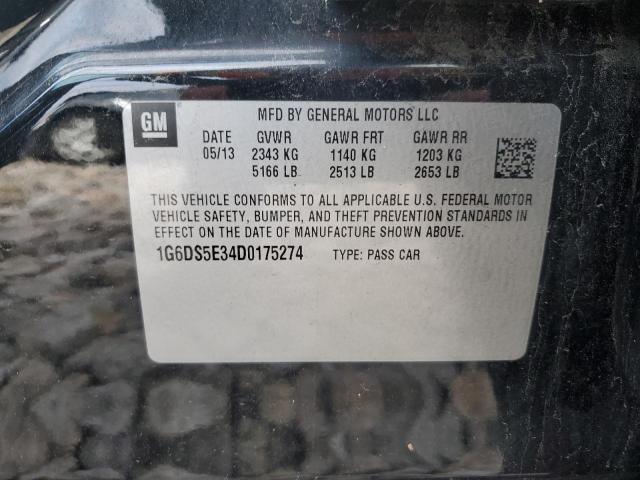 GM
MFD BY GENERAL MOTORS LLC
DATE GVWR GAWR FRT GAWR RR
05/13 2343 KG 1140 KG 1203 KG
5166 LB 2513 LB 2653 LB
THIS VEHICLE CONFORMS TO ALL APPLICABLE U.S. FEDERAL MOTOR
VEHICLE SAFETY, BUMPER, AND THEFT PREVENTION STANDARDS IN
EFFECT ON THE DATE OF MANUFACTURE SHOWN ABOVE.
1G6DS5E34D0175274 TYPE: PASS CAR